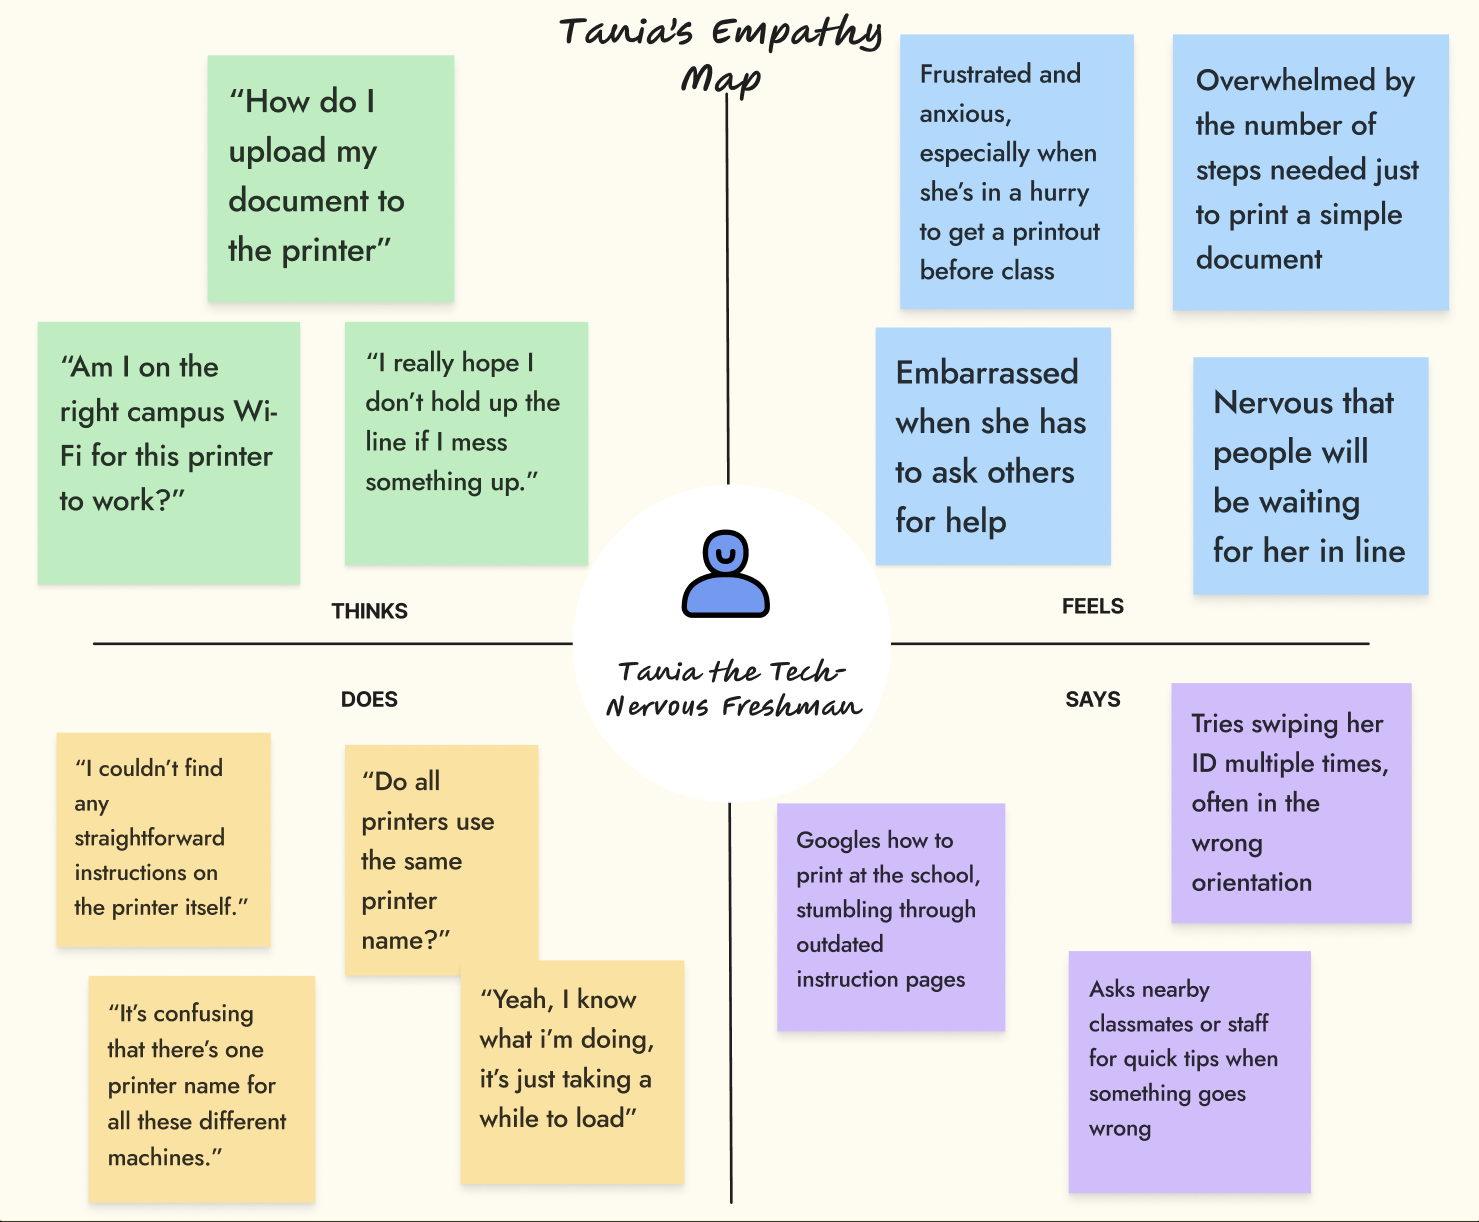 Tania's Empathy
Map
“How do I
upload my
document to
the printer”
“Am I on the
right campus Wi-
Fi for this printer
to work?”
“I really hope I
don’t hold up the
line if I mess
something up.”
THINKS
Frustrated and
anxious,
especially when
she’s in a hurry
to get a printout
before class
Overwhelmed by
the number of
steps needed just
to print a simple
document
Embarrassed
when she has
to ask others
for help
Nervous that
people will
be waiting
for her in line
FEELS
Tania the Tech-
Nervous Freshman
DOES
“I couldn’t find
any
straightforward
instructions on
the printer itself.”
“Do all
printers use
the same
printer
name?”
“It’s confusing
that there’s one
printer name for
all these different
machines.”
“Yeah, I know
what i’m doing,
it’s just taking a
while to load”
SAYS
Tries swiping her
ID multiple times,
often in the
wrong
orientation
Googles how to
print at the school,
stumbling through
outdated
instruction pages
Asks nearby
classmates or staff
for quick tips when
something goes
wrong